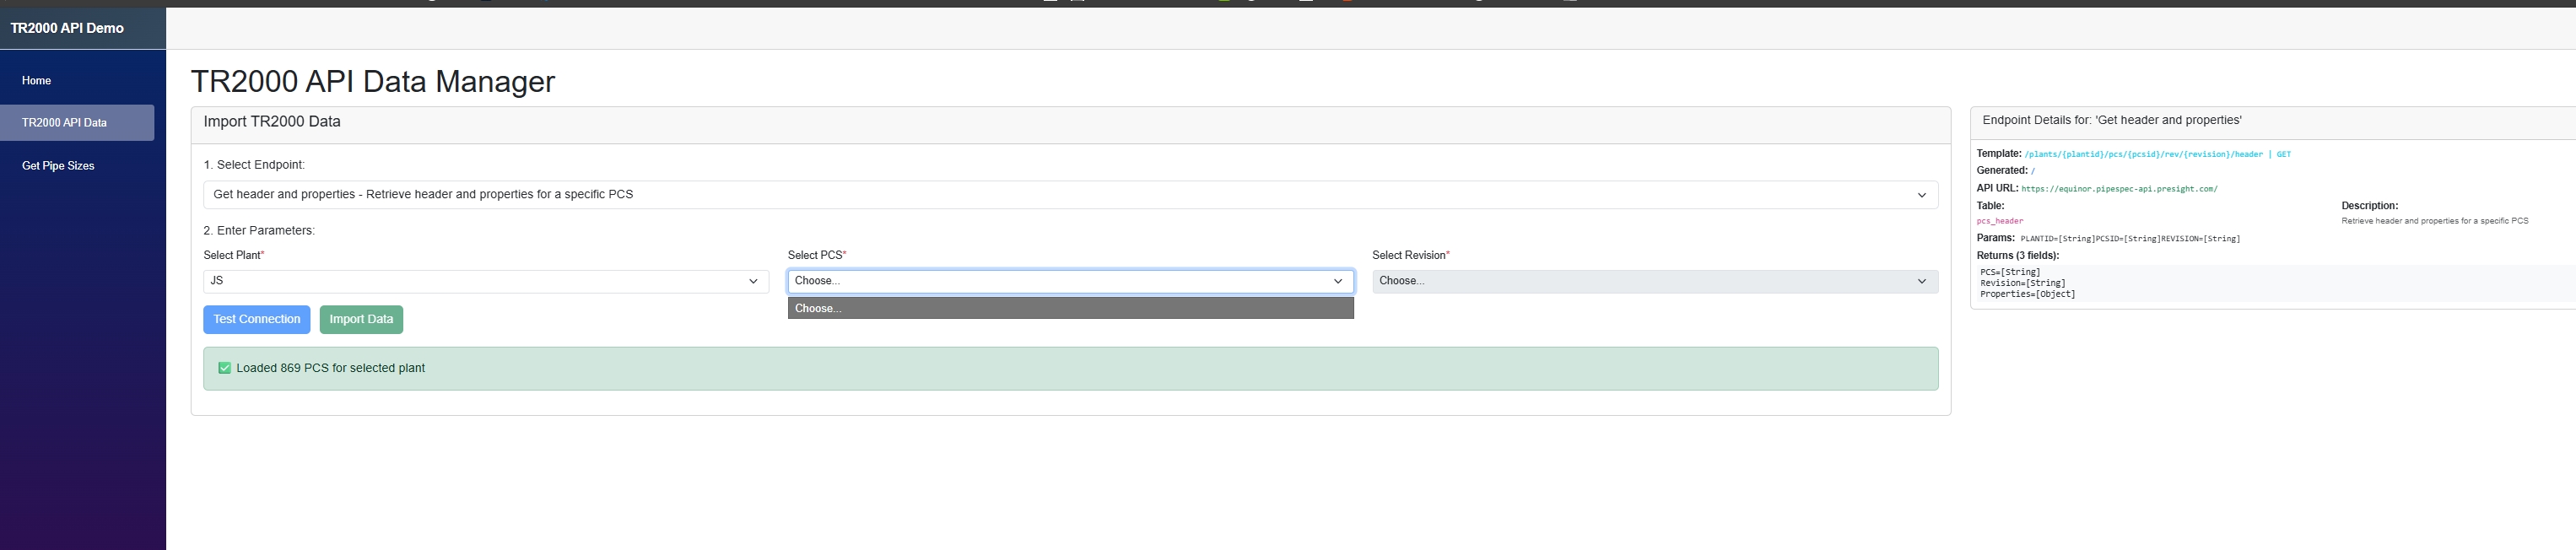 TR2000 API Demo
Home
TR2000 API Data
Get Pipe Sizes
TR2000 API Data Manager
Import TR2000 Data
1. Select Endpoint:
Get header and properties - Retrieve header and properties for a specific PCS
2. Enter Parameters:
Select Plant*
JS
Select PCS*
Choose...
Choose...
Select Revision*
Choose...
Test Connection
Import Data
Loaded 869 PCS for selected plant
Endpoint Details for: 'Get header and properties'
Template: /plants/{plantid}/pcs/{pcsid}/rev/{revision}/header | GET
Generated: /
API URL: https://equinor.pipespec-api.presight.com/
Table:
pcs_header
Description:
Retrieve header and properties for a specific PCS
Params: PLANTID=[String]PCSID=[String]REVISION=[String]
Returns (3 fields):
PCS=[String]
Revision=[String]
Properties=[Object]